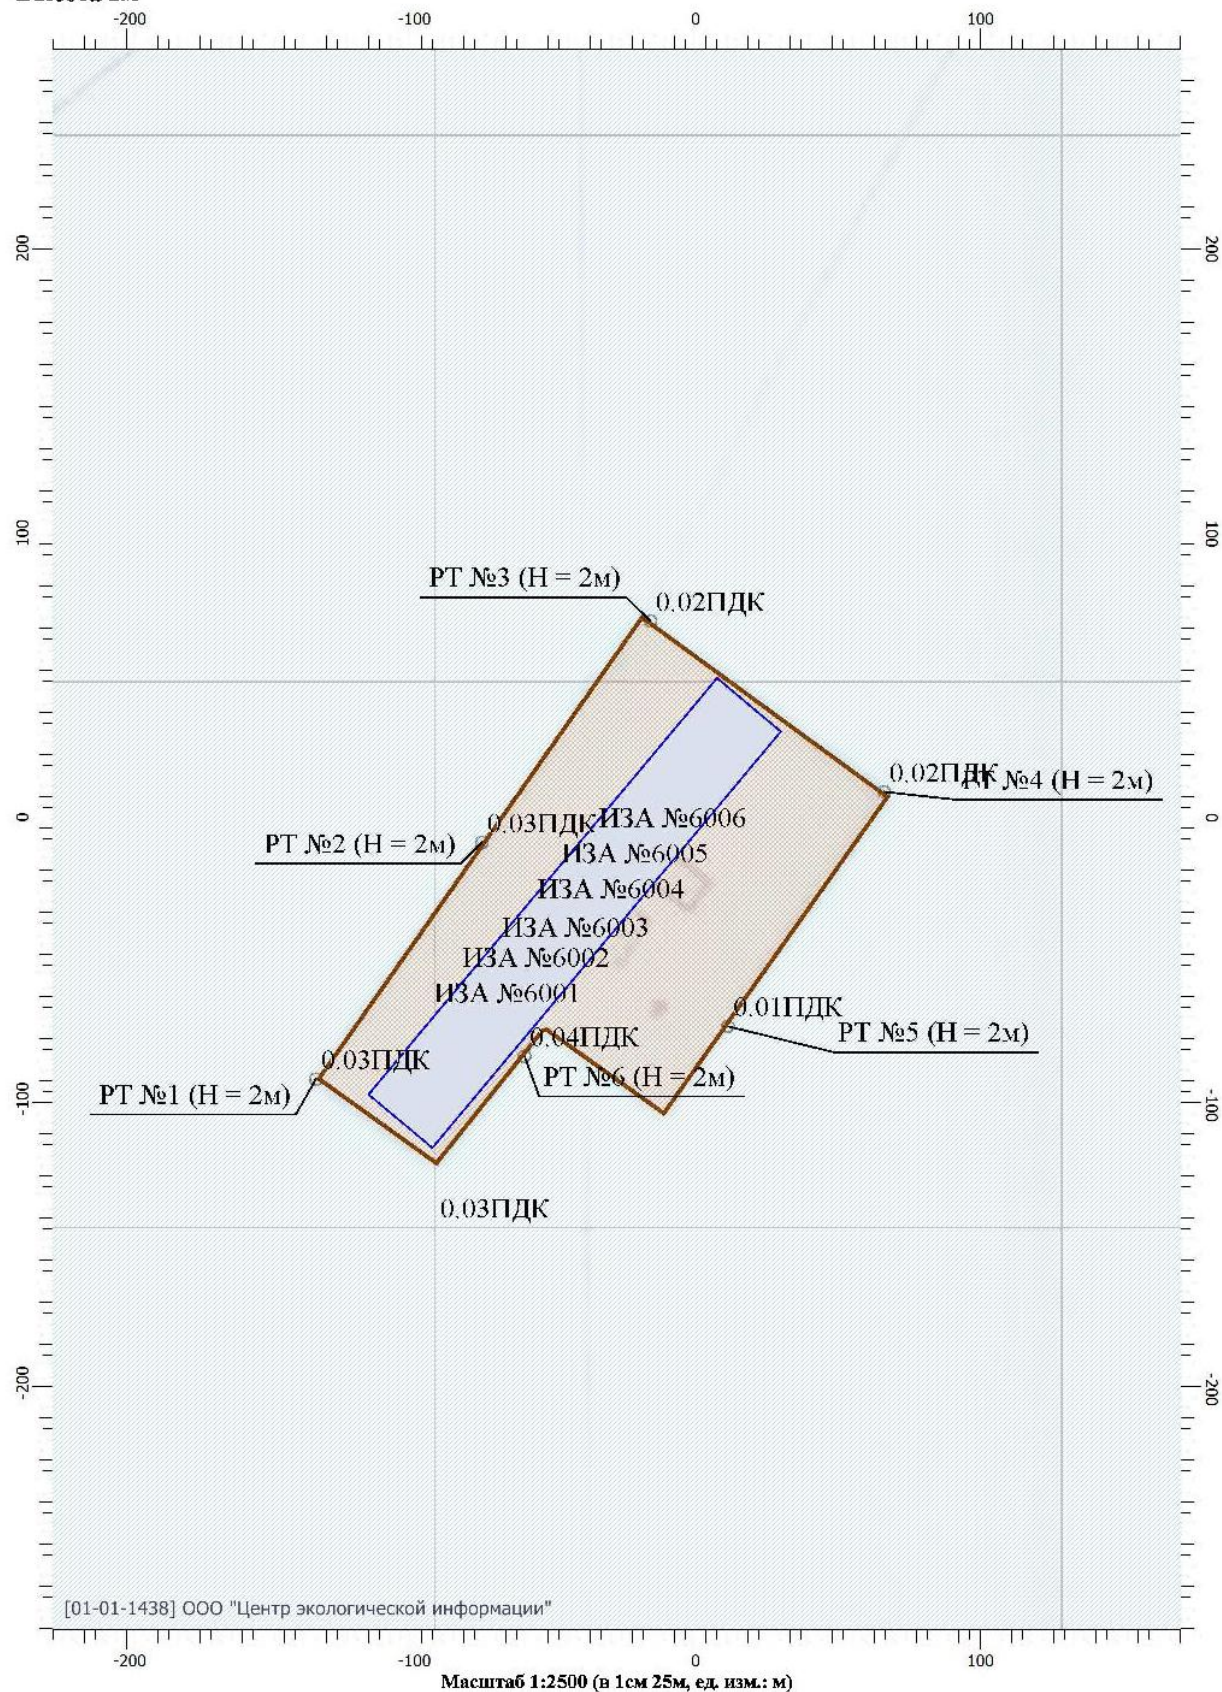 -200 -100 0 100
200 200
100 100
РТ №3 (H = 2м)
0.02ПДК
0.02ПДК
РТ №4 (H = 2м)
0 0
0.03ПДК
ИЗА №6006
РТ №2 (H = 2м)
ИЗА №6005
ИЗА №6004
ИЗА №6003
ИЗА №6002
ИЗА №6001
0.01ПДК
РТ №5 (H = 2м)
0.04ПДК
0.03ПДК
РТ №6 (H = 2м)
РТ №1 (H = 2м)
-100 -100
0.03ПДК
-200 -200
[01-01-1438] ООО "Центр экологической информации"
-200 -100 0 100
Масштаб 1:2500 (в 1см 25м, ед. изм.: м)